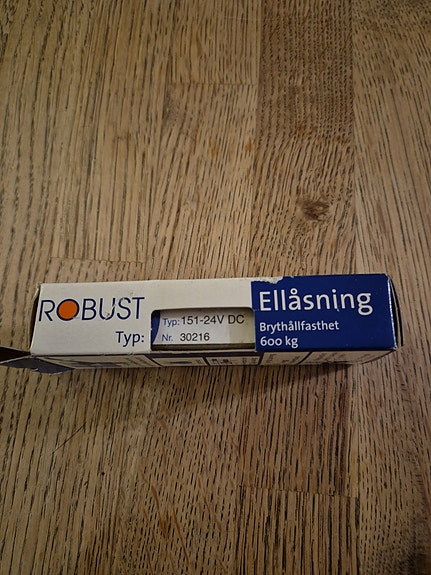 ROBUST
Typ:
Typ: 151-24V DC
Nr. 30216
Ellåsning
Brythållfasthet
600 kg